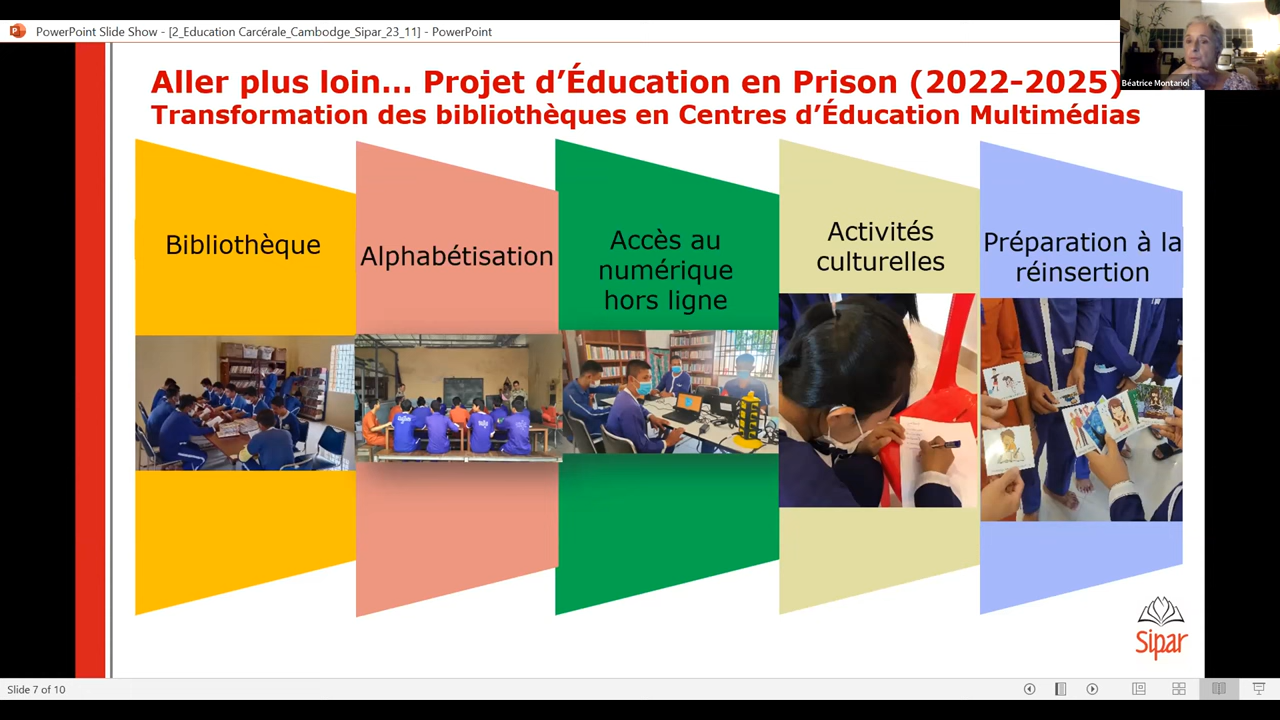 PowerPoint Slide Show - [2_Education Carcérale_Cambodge_Sipar_23_11] - PowerPoint
Béatrice Montariol
Aller plus loin... Projet d’Éducation en Prison (2022-2025)
Transformation des bibliothèques en Centres d’Éducation Multimédias
Bibliothèque
Alphabétisation
Accès au
numérique
hors ligne
Activités
culturelles
Préparation à la
réinsertion
Sipar
Slide 7 of 10